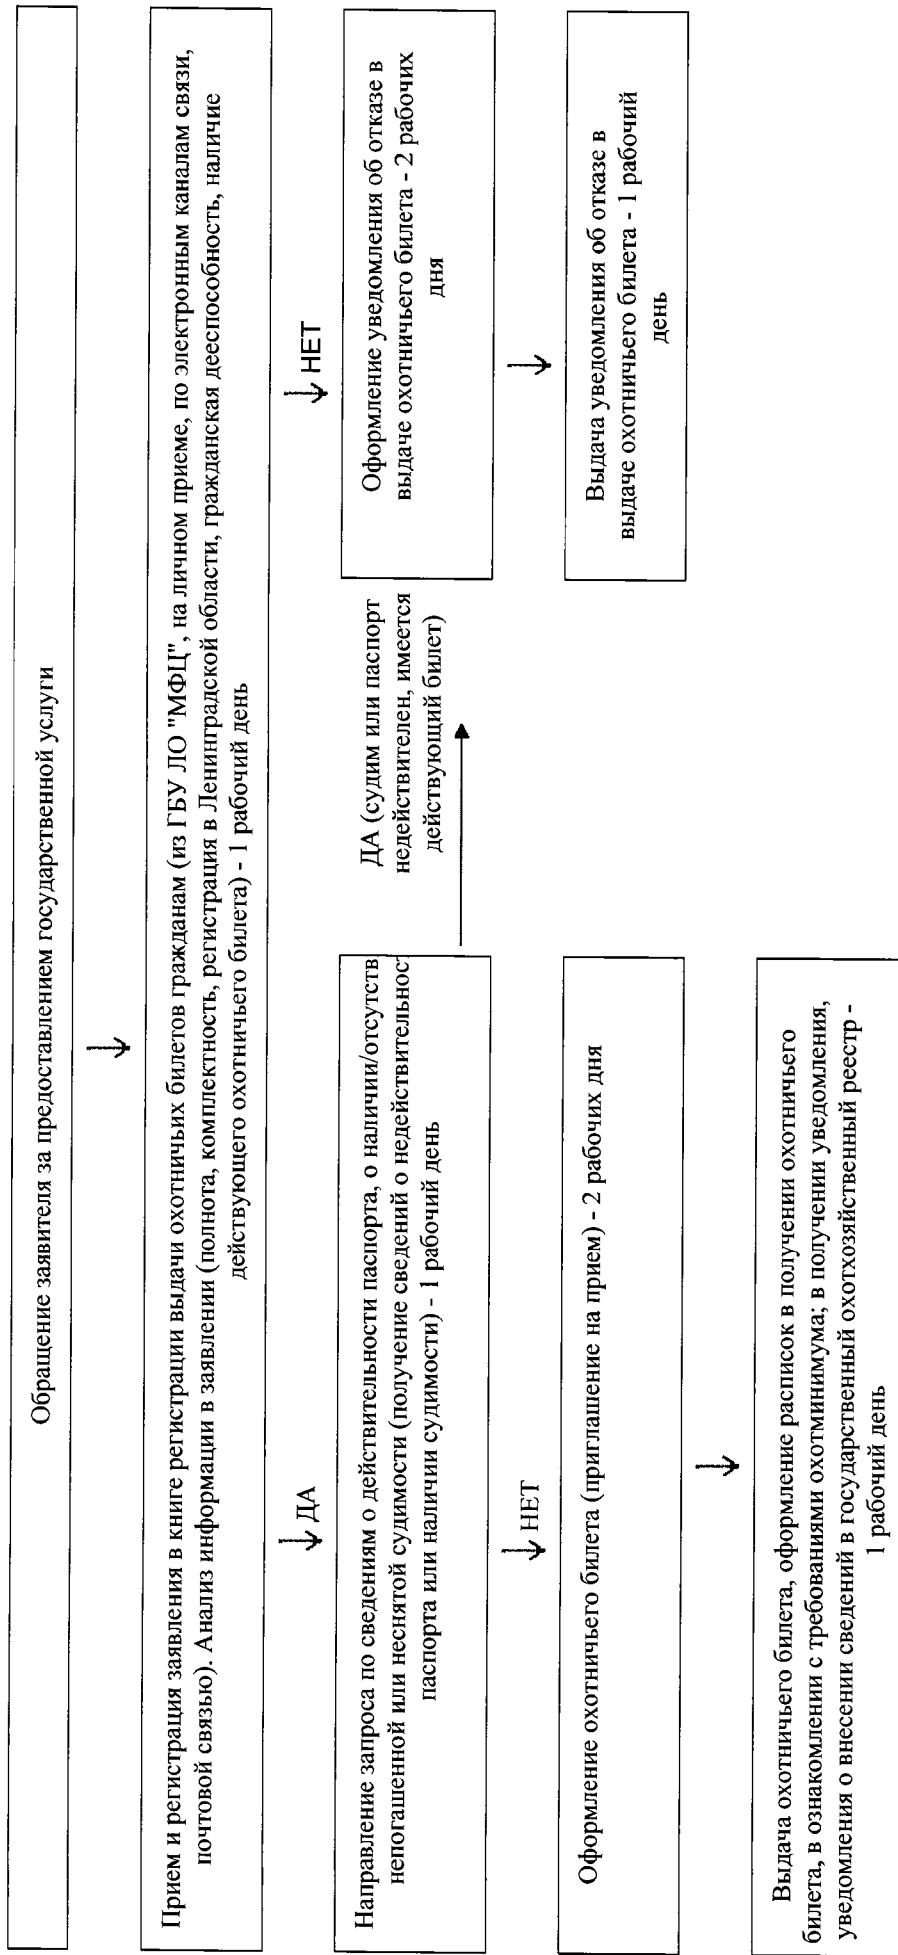 Обращение заявителя за предоставлением государственной услуги
Прием и регистрация заявления в книге регистрации выдачи охотничьих билетов гражданам (из ГБУ ЛО "МФЦ", на личном приеме, по электронным каналам связи,
почтовой связью). Анализ информации в заявлении (полнота, комплектность, регистрация в Ленинградской области, гражданская дееспособность, наличие
действующего охотничьего билета) - 1 рабочий день
ДА
НЕТ
Направление запроса по сведениям о действительности паспорта, о наличии/отсутств
непогашенной или неснятой судимости (получение сведений о недействительнос
паспорта или наличии судимости) - 1 рабочий день
ДА (судим или паспорт
недействителен, имеется
действующий билет)
Оформление уведомления об отказе в
выдаче охотничьего билета - 2 рабочих
дня
НЕТ
Оформление охотничьего билета (приглашение на прием) - 2 рабочих дня
Выдача уведомления об отказе в
выдаче охотничьего билета - 1 рабочий
день
Выдача охотничьего билета, оформление расписок в получении охотничьего
билета, в ознакомлении с требованиями охотминимума; в получении уведомления,
уведомления о внесении сведений в государственный охотхозяйственный реестр -
1 рабочий день